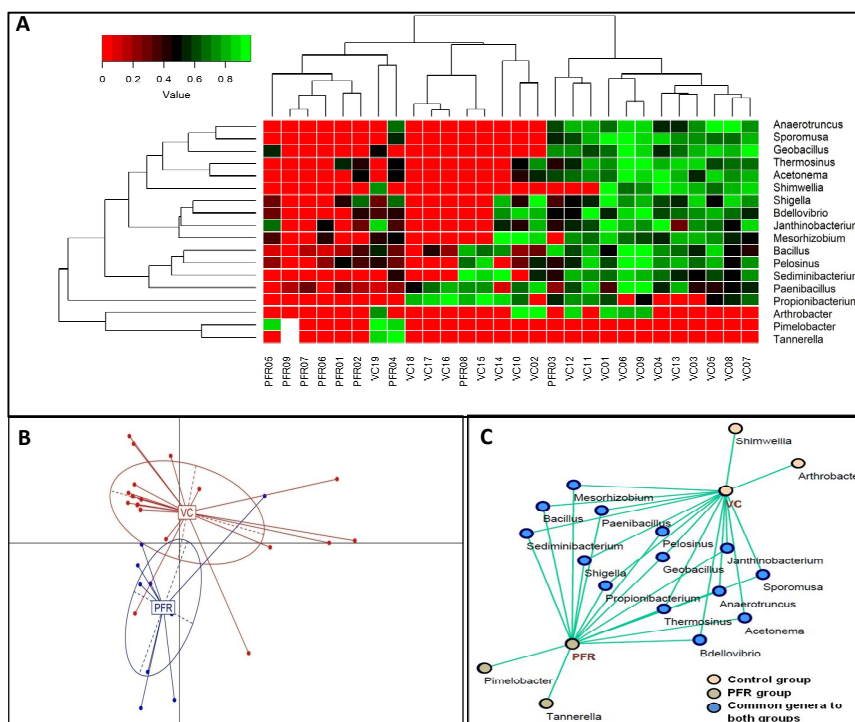 A
0 0.2 0.4 0.6 0.8
Value
Anaerotruncus
Sporomusa
Geobacillus
Thermosinus
Acetonema
Shimwellia
Shigella
Bdellovibrio
Janthinobacterium
Mesorhizobium
Bacillus
Pelosinus
Sediminibacterium
Paenibacillus
Propionibacterium
Arthrobacter
Pimelobacter
Tannerella
PFR05 PFR09 PFR07 PFR06 PFR01 PFR02 VC19 PFR04 VC18 VC17 VC16 PFR08 VC15 VC14 VC10 VC02 PFR03 VC12 VC11 VC01 VC06 VC09 VC04 VC13 VC03 VC05 VC08 VC07
B
VC
PFR
C
Shimwellia
Arthrobacte
VC
Mesorhizobium
Bacillus
Paenibacillus
Sediminibacterium
Pelosinus
Janthinobacterium
Shigella
Geobacillus
Sporomusa
Propionibacterium
Anaerotruncus
Thermosinus
Acetonema
Bdellovibrio
PFR
Pimelobacter
Tannerella
Control group
PFR group
Common genera to
both groups